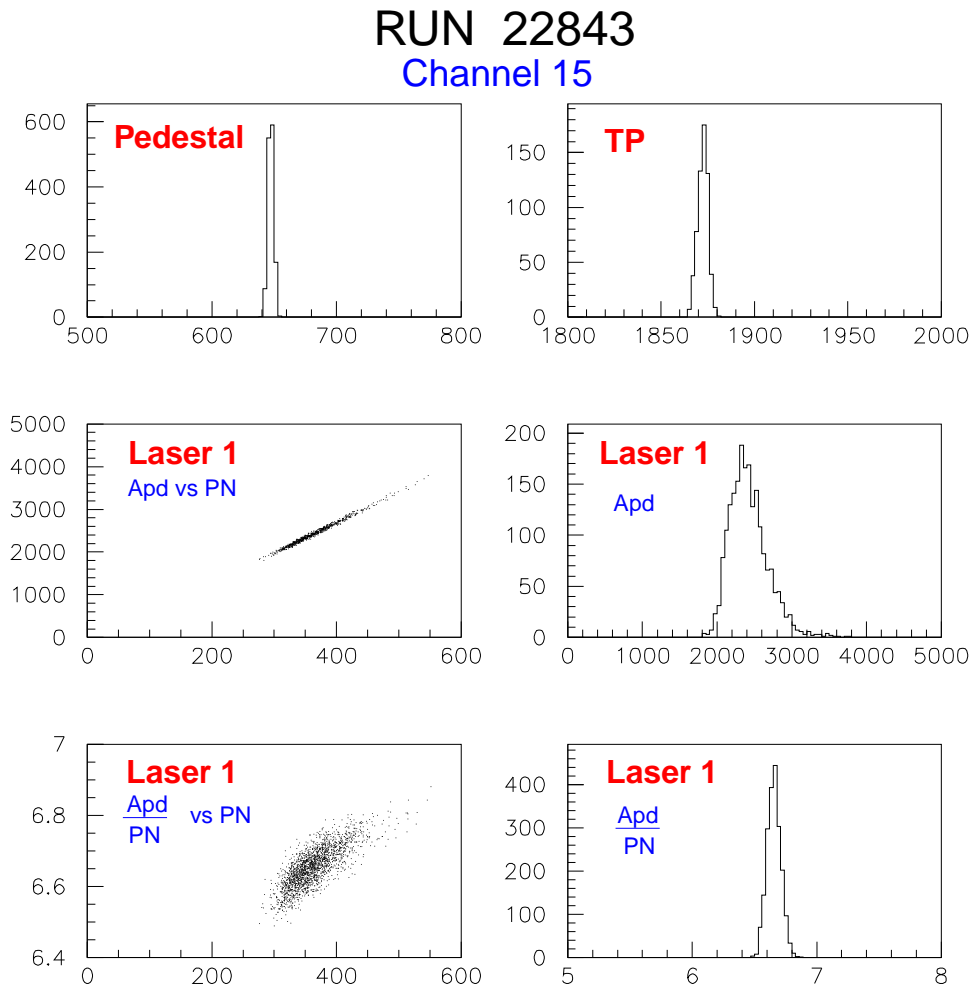 RUN 22843
Channel 15
Pedestal
600
400
200
0
500 600 700 800
TP
150
100
50
0
1800 1850 1900 1950 2000
Laser 1
Apd vs PN
5000
4000
3000
2000
1000
0
0 200 400 600
Laser 1
Apd
200
150
100
50
0
0 1000 2000 3000 4000 5000
Laser 1
Apd
PN
vs PN
7
6.8
6.6
6.4
0 200 400 600
Laser 1
Apd
PN
400
300
200
100
0
5 6 7 8